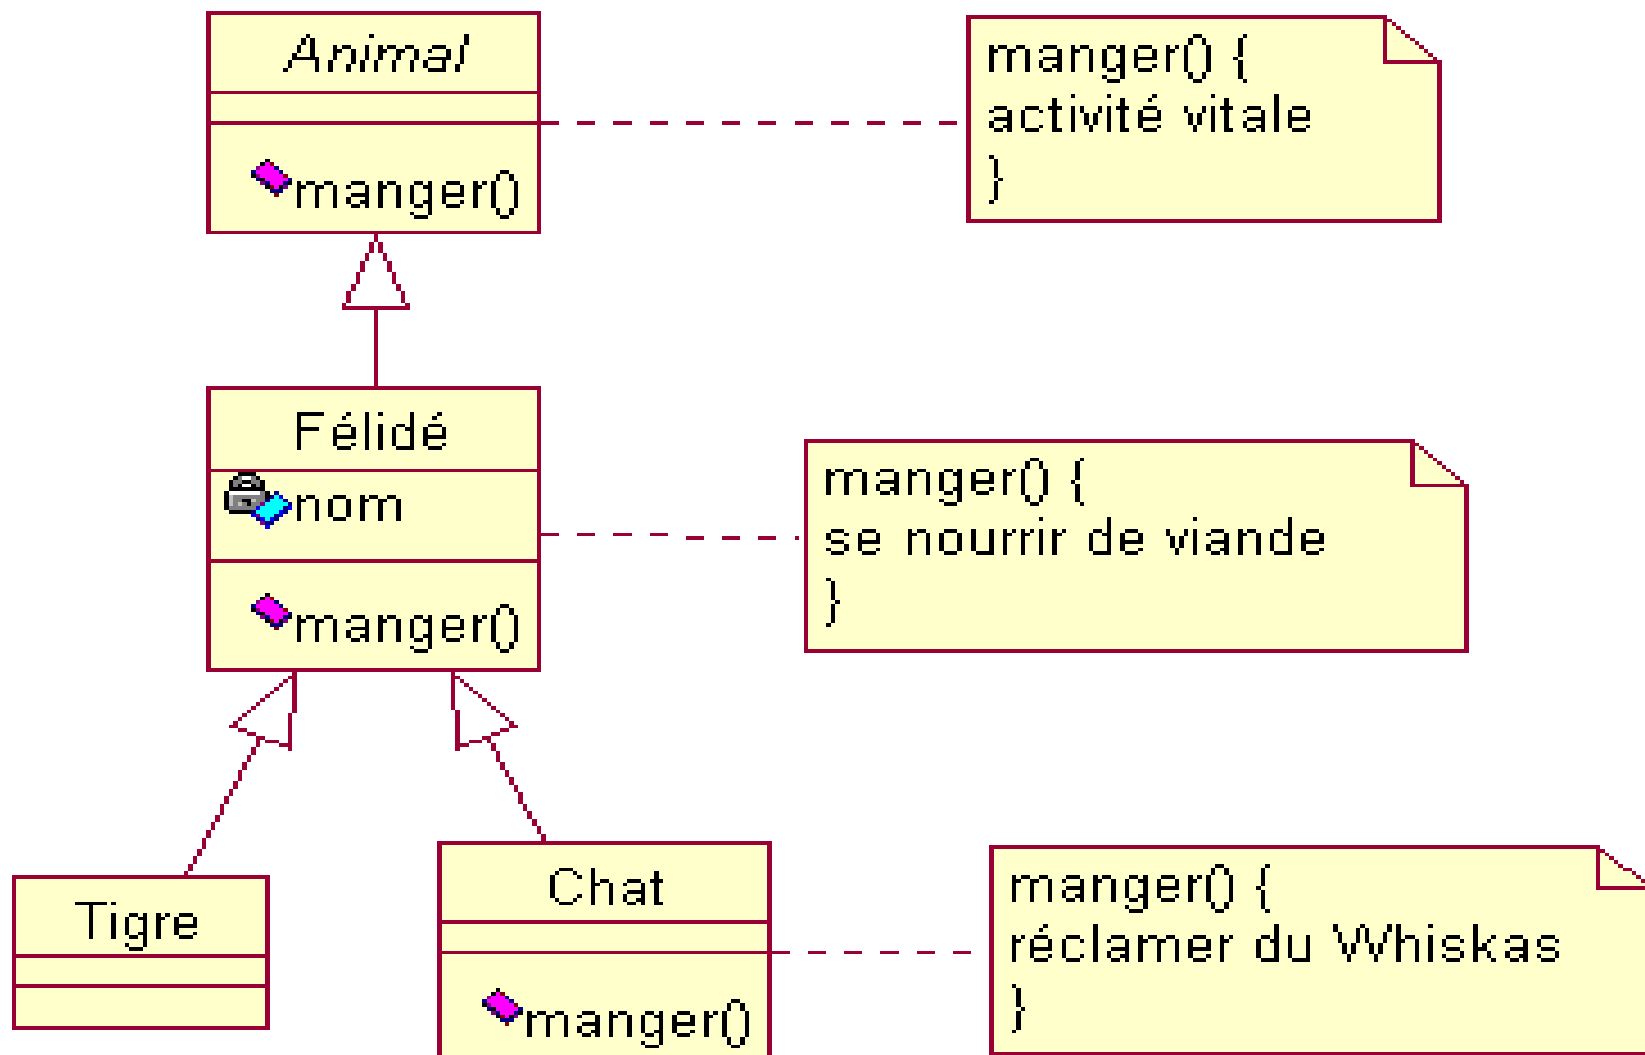 Animal
manger()
manger() {
activité vitale
}
Félidé
nom
manger()
manger() {
se nourrir de viande
}
Tigre
Chat
manger()
manger() {
réclamer du Whiskas
}